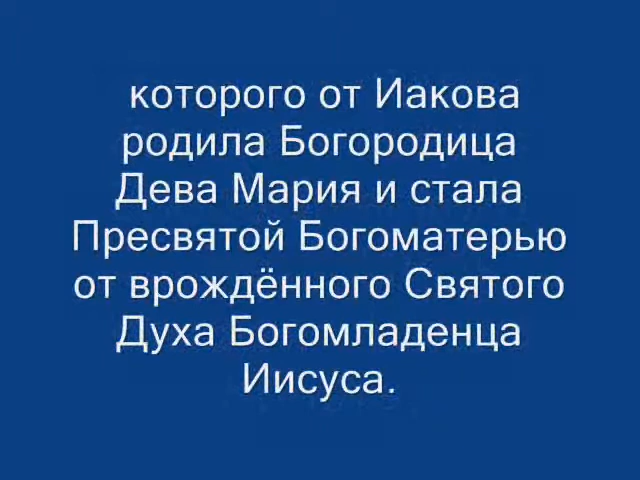 которого от Иакова
родила Богородица
Дева Мария и стала
Пресвятой Богоматерью
от врождённого Святого
Духа Богомладенца
Иисуса.